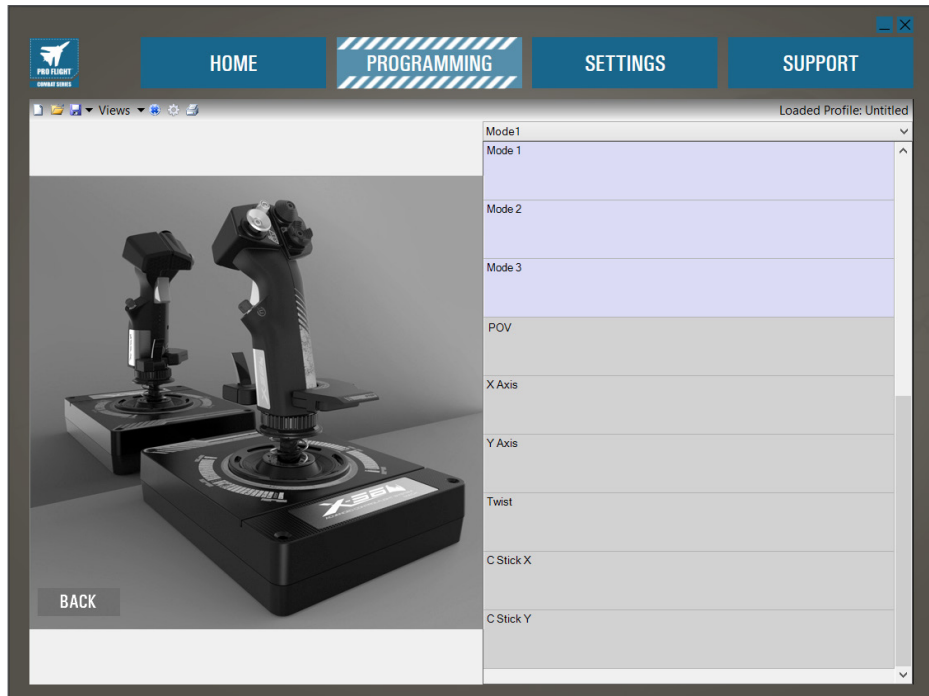 PRO FLIGHT
COMBAT SERIES
HOME
PROGRAMMING
SETTINGS
SUPPORT
Views
Loaded Profile: Untitled
Mode1
Mode 1
Mode 2
Mode 3
POV
X Axis
Y Axis
Twist
C Stick X
C Stick Y
X-56
BACK